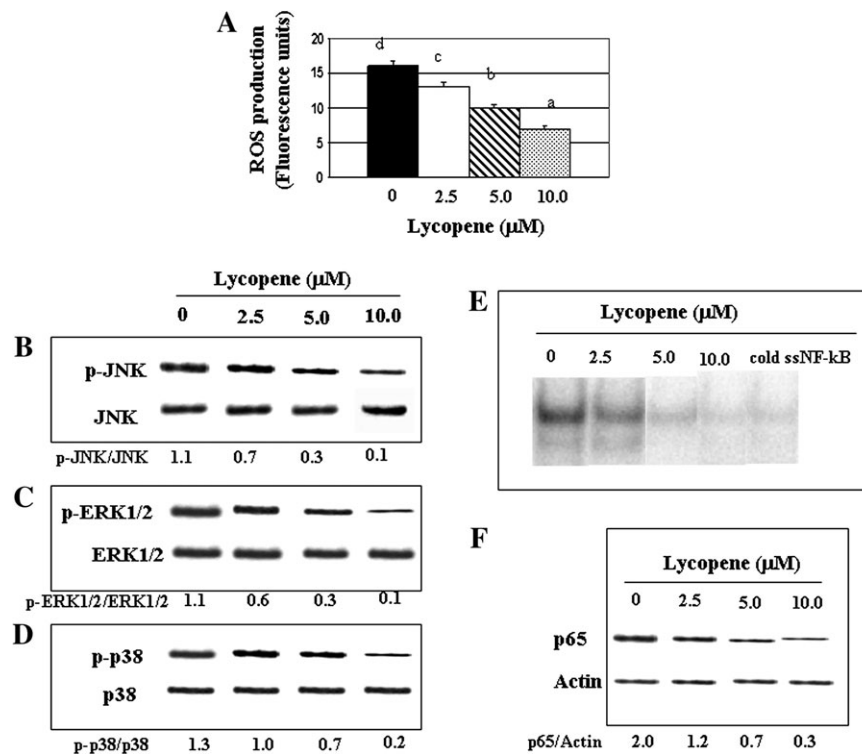 A
ROS production
(Fluorescence units)
20
15
10
5
0
d
c
b
a
0 2.5 5.0 10.0
Lycopene (μM)
Lycopene (μM)
0 2.5 5.0 10.0
B
p-JNK
JNK
p-JNK/JNK 1.1 0.7 0.3 0.1
C
p-ERK1/2
ERK1/2
p-ERK1/2/ERK1/2 1.1 0.6 0.3 0.1
D
p-p38
p38
p-p38/p38 1.3 1.0 0.7 0.2
E
Lycopene (μM)
0 2.5 5.0 10.0 cold ssNF-kB
F
Lycopene (μM)
0 2.5 5.0 10.0
p65
Actin
p65/Actin 2.0 1.2 0.7 0.3